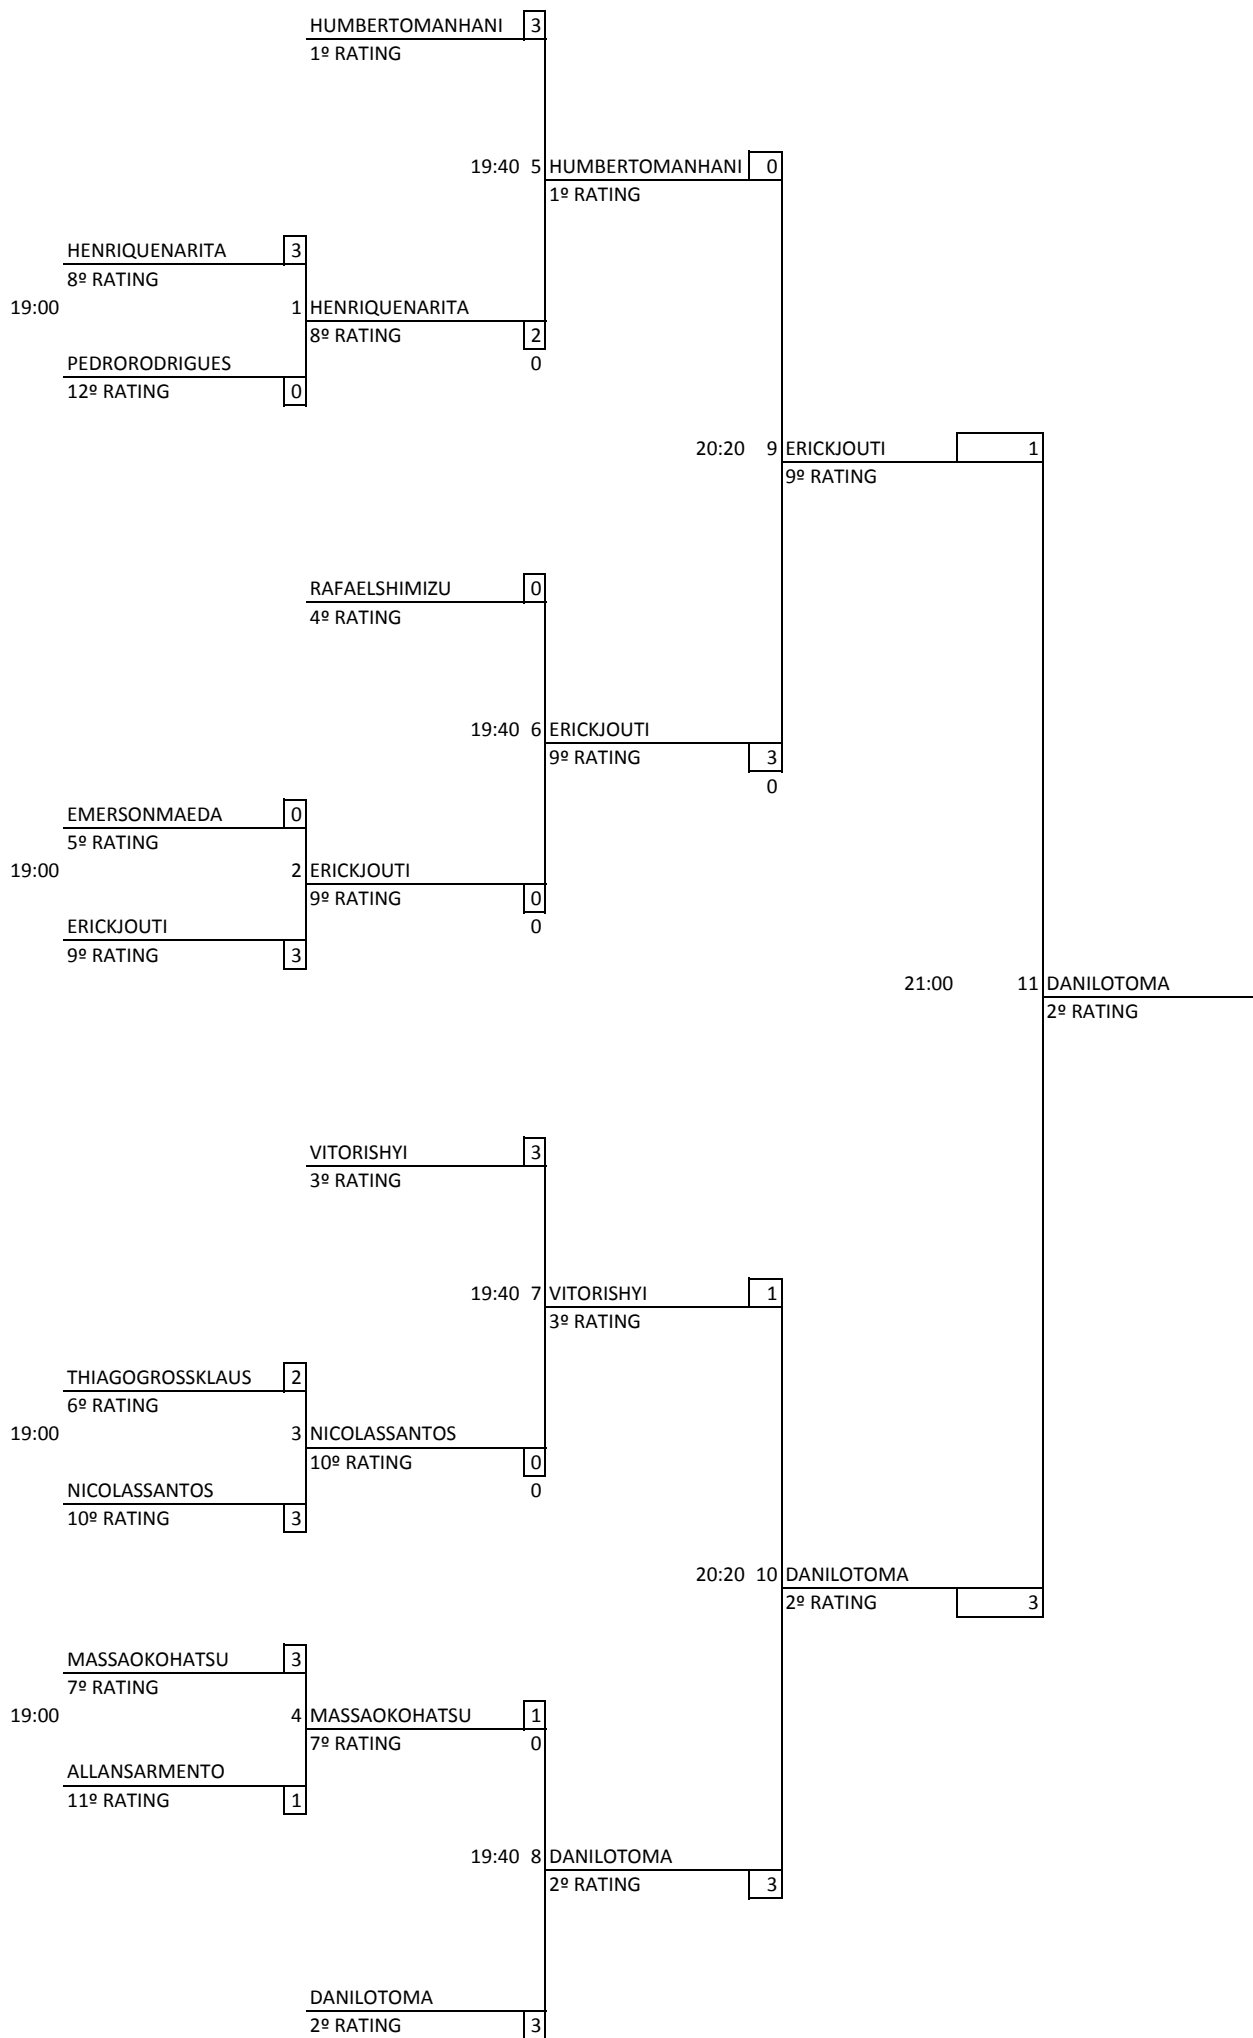 HUMBERTOMANHANI 3
1º RATING
19:40 5 HUMBERTOMANHANI 0
1º RATING
HENRIQUENARITA 3
8º RATING
19:00 1 HENRIQUENARITA
8º RATING 2
PEDRORODRIGUES 0
12º RATING 0
20:20 9 ERICKJOUTI 1
9º RATING
RAFAELSHIMIZU 0
4º RATING
19:40 6 ERICKJOUTI
9º RATING 3
0
EMERSONMAEDA 0
5º RATING
19:00 2 ERICKJOUTI
9º RATING 0
ERICKJOUTI 0
9º RATING 3
21:00 11 DANILOTOMA
2º RATING
VITORISHYI 3
3º RATING
19:40 7 VITORISHYI 1
3º RATING
THIAGOGROSSKLAUS 2
6º RATING
19:00 3 NICOLASSANTOS
10º RATING 0
NICOLASSANTOS 0
10º RATING 3
20:20 10 DANILOTOMA
2º RATING 3
MASSAOKOHATSU 3
7º RATING
19:00 4 MASSAOKOHATSU 1
7º RATING 0
ALLANSARMENTO
11º RATING 1
19:40 8 DANILOTOMA
2º RATING 3
DANILOTOMA
2º RATING 3